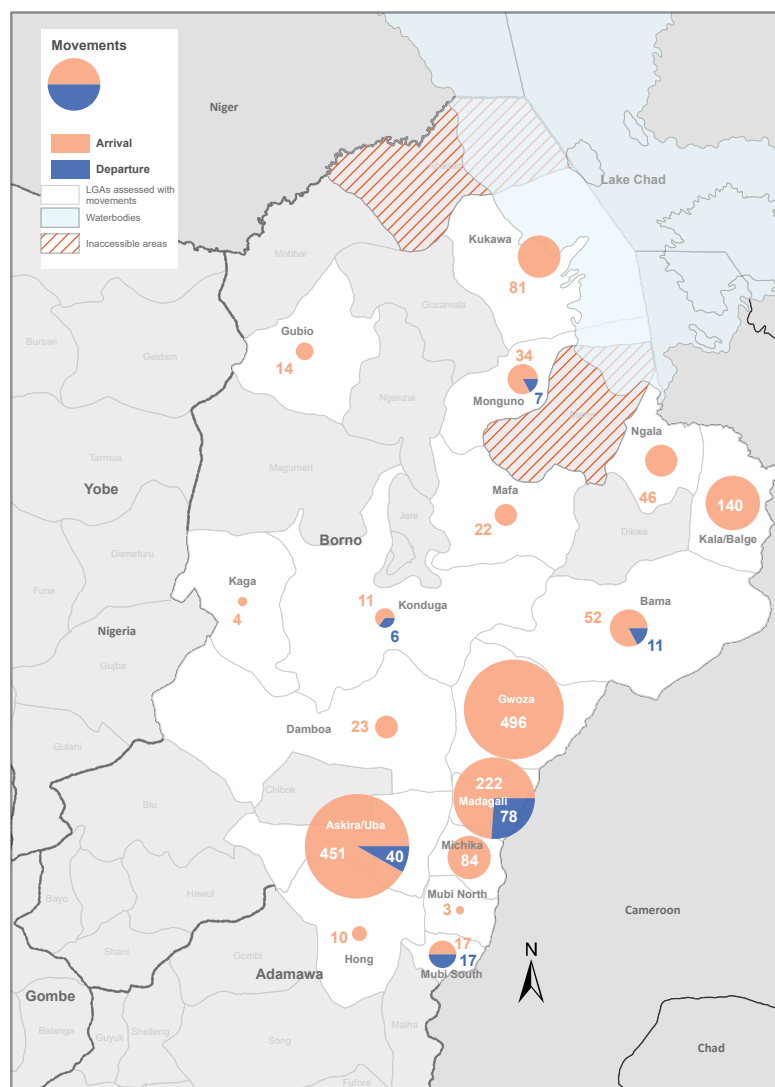 Movements
Arrival
Departure
LGAs assessed with
movements
Waterbodies
Inaccessible areas
Niger
Lake Chad
Kukawa
81
Mobbar
Guzamala
Gubio
14
Bursari
Geidam
34
Monguno
7
Nganzai
Ngala
46
Tarmua
Magumeri
Yobe
Mafa
22
140
Kala/Balge
Jere
Dikwa
Borno
Damaturu
Kaga
4
Fune
11
Konduga
6
52
Bama
11
Nigeria
Gujba
Gwoza
496
Damboa
23
Gulani
222
Madagali
78
Chibok
Biu
Askira/Uba
451
40
Michika
84
Bayo
Hawul
Mubi North
3
Cameroon
10
Hong
17
17
Mubi South
Shani
Gombi
Adamawa
N
Gombe
Balanga
Guyuk
Shelleng
Song
Maiha
Chad
Fufore